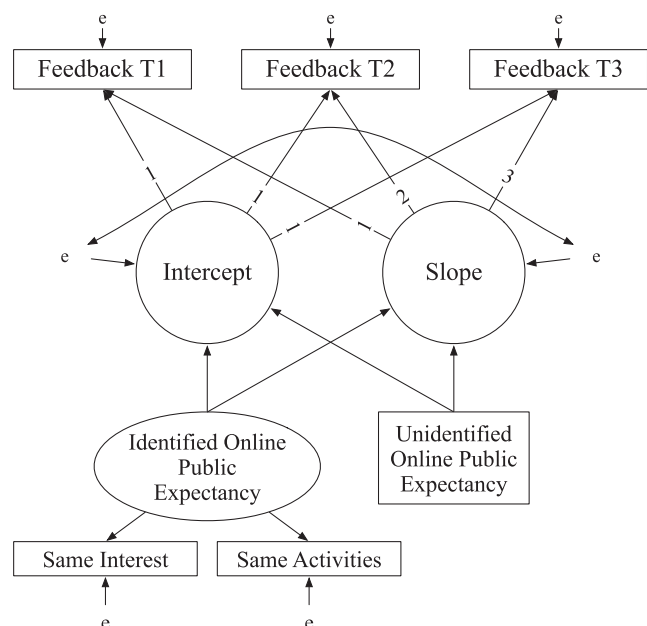 e
e
e
Feedback T1
Feedback T2
Feedback T3
1
1
1
1
2
3
e
Intercept
Slope
e
Identified Online
Public
Expectancy
Unidentified
Online Public
Expectancy
Same Interest
Same Activities
e
e